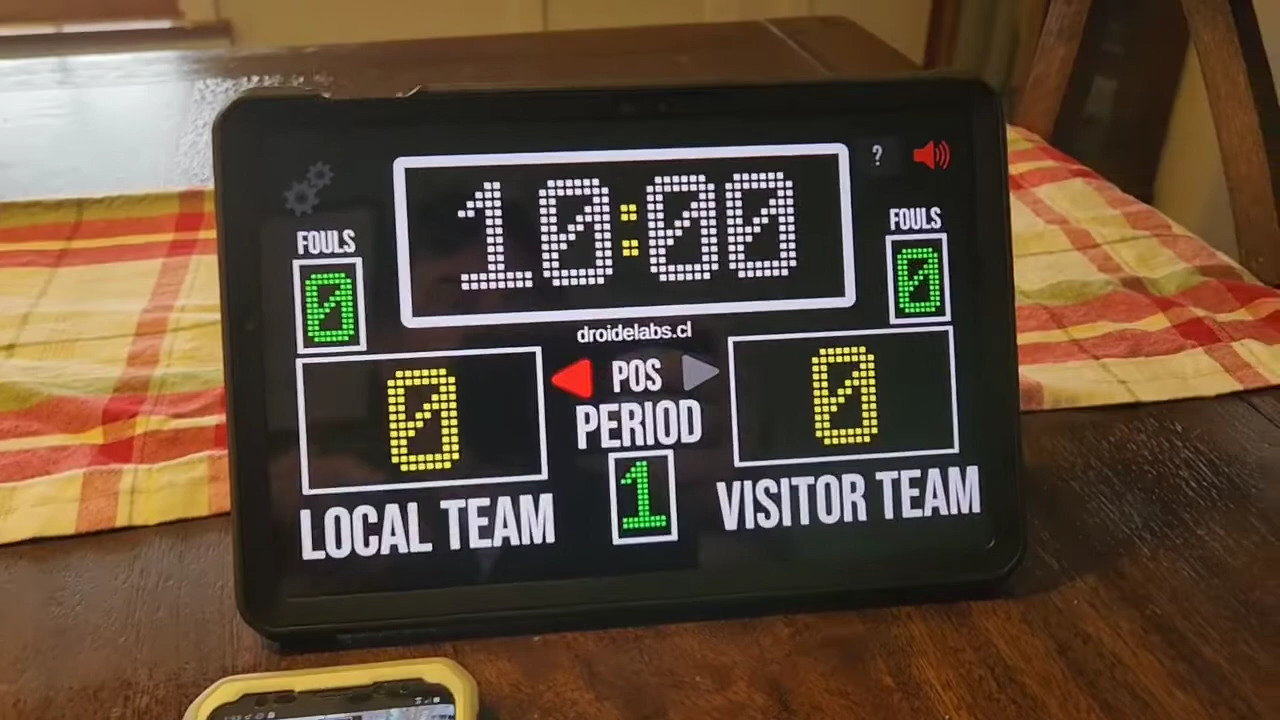 10:00
?
FOULS
FOULS
0
0
droidelabs.cl
0
POS
0
PERIOD
1
LOCAL TEAM
VISITOR TEAM